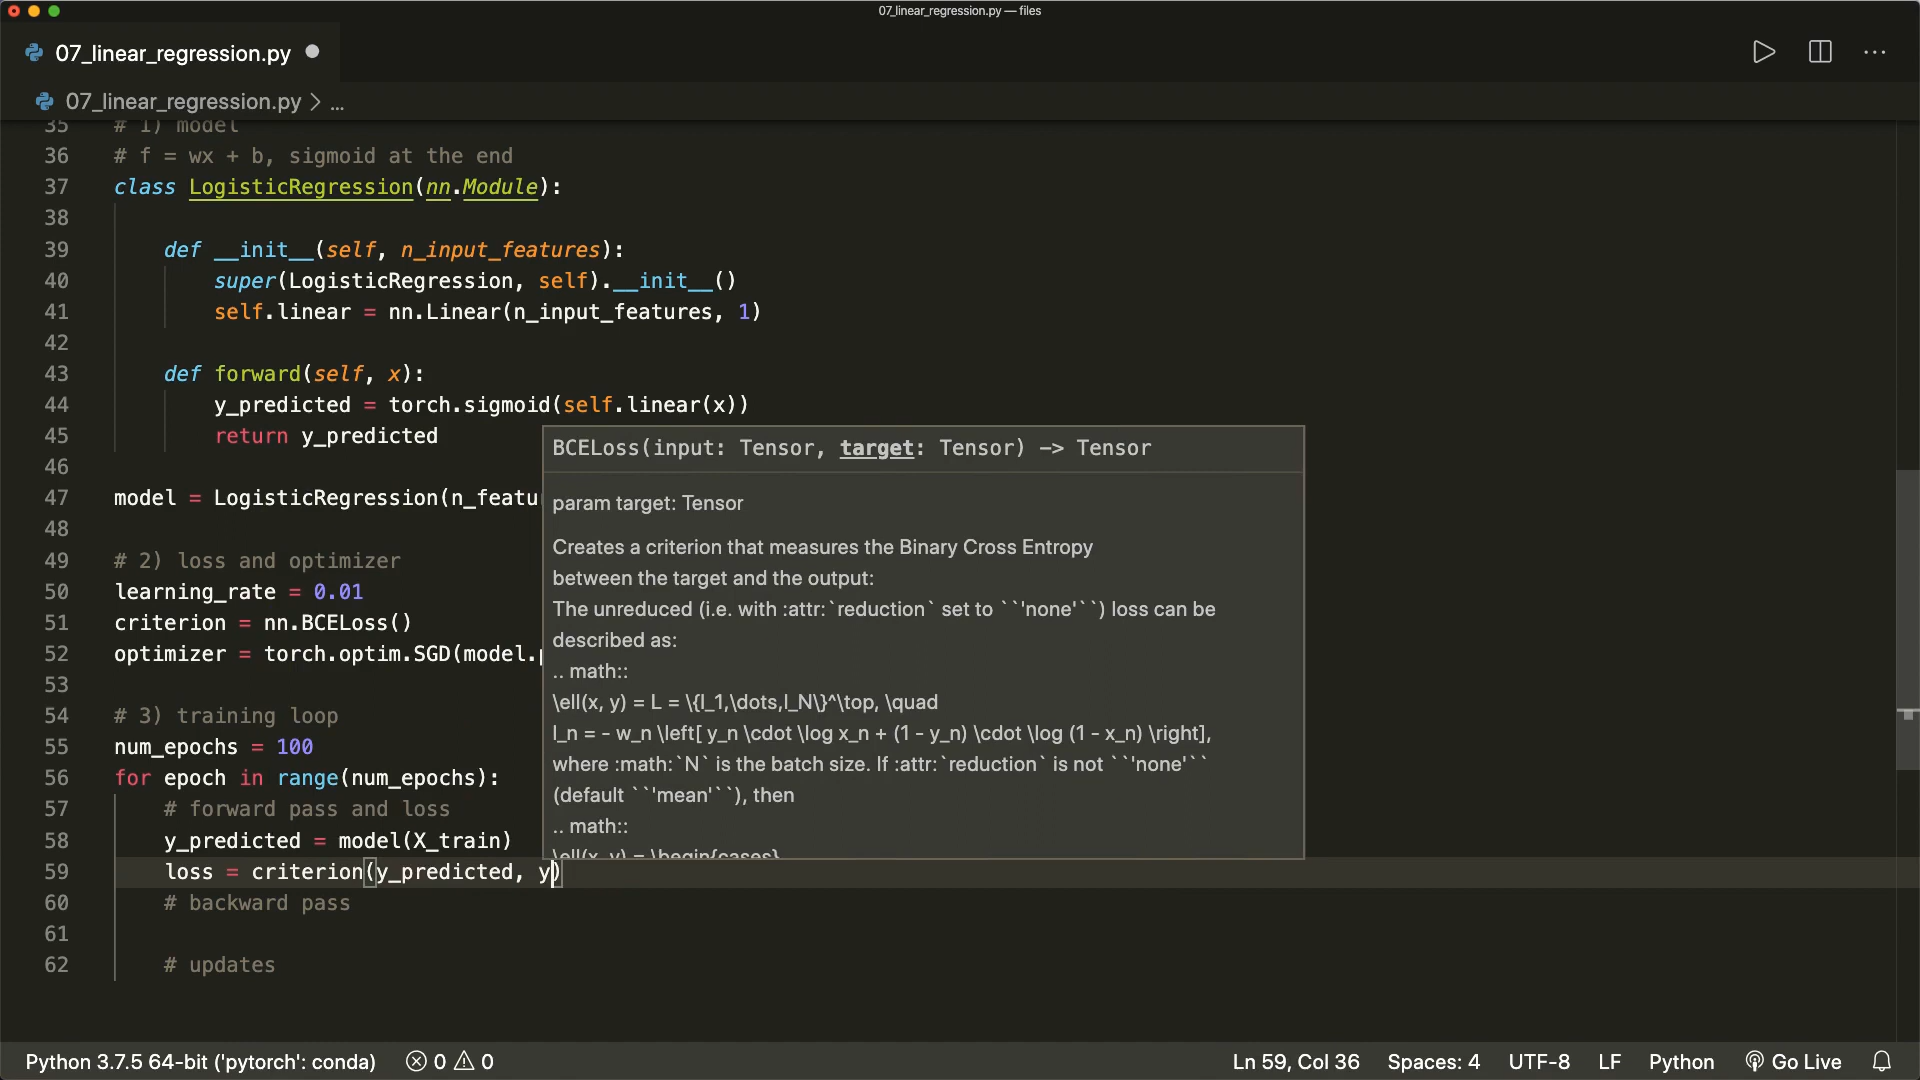 07_linear_regression.py — files
07_linear_regression.py
07_linear_regression.py > ...
35 # 1) model
36 # f = wx + b, sigmoid at the end
37 class LogisticRegression(nn.Module):
38
39 def __init__(self, n_input_features):
40 super(LogisticRegression, self).__init__()
41 self.linear = nn.Linear(n_input_features, 1)
42
43 def forward(self, x):
44 y_predicted = torch.sigmoid(self.linear(x))
45 return y_predicted
46
47 model = LogisticRegression(n_featu
48
49 # 2) loss and optimizer
50 learning_rate = 0.01
51 criterion = nn.BCELoss()
52 optimizer = torch.optim.SGD(model.p
53
54 # 3) training loop
55 num_epochs = 100
56 for epoch in range(num_epochs):
57 # forward pass and loss
58 y_predicted = model(X_train)
59 loss = criterion(y_predicted, y)
60 # backward pass
61
62 # updates
BCELoss(input: Tensor, target: Tensor) -> Tensor
param target: Tensor
Creates a criterion that measures the Binary Cross Entropy
between the target and the output:
The unreduced (i.e. with :attr:`reduction` set to ``'none'``) loss can be
described as:
.. math::
\ell(x, y) = L = \{l_1,\dots,l_N\}^\top, \quad
l_n = - w_n \left[ y_n \cdot \log x_n + (1 - y_n) \cdot \log (1 - x_n) \right],
where :math:`N` is the batch size. If :attr:`reduction` is not ``'none'``
(default ``'mean'``), then
.. math::
\ell(x, y) = \begin{cases}
Python 3.7.5 64-bit ('pytorch': conda) 0 0 Ln 59, Col 36 Spaces: 4 UTF-8 LF Python Go Live